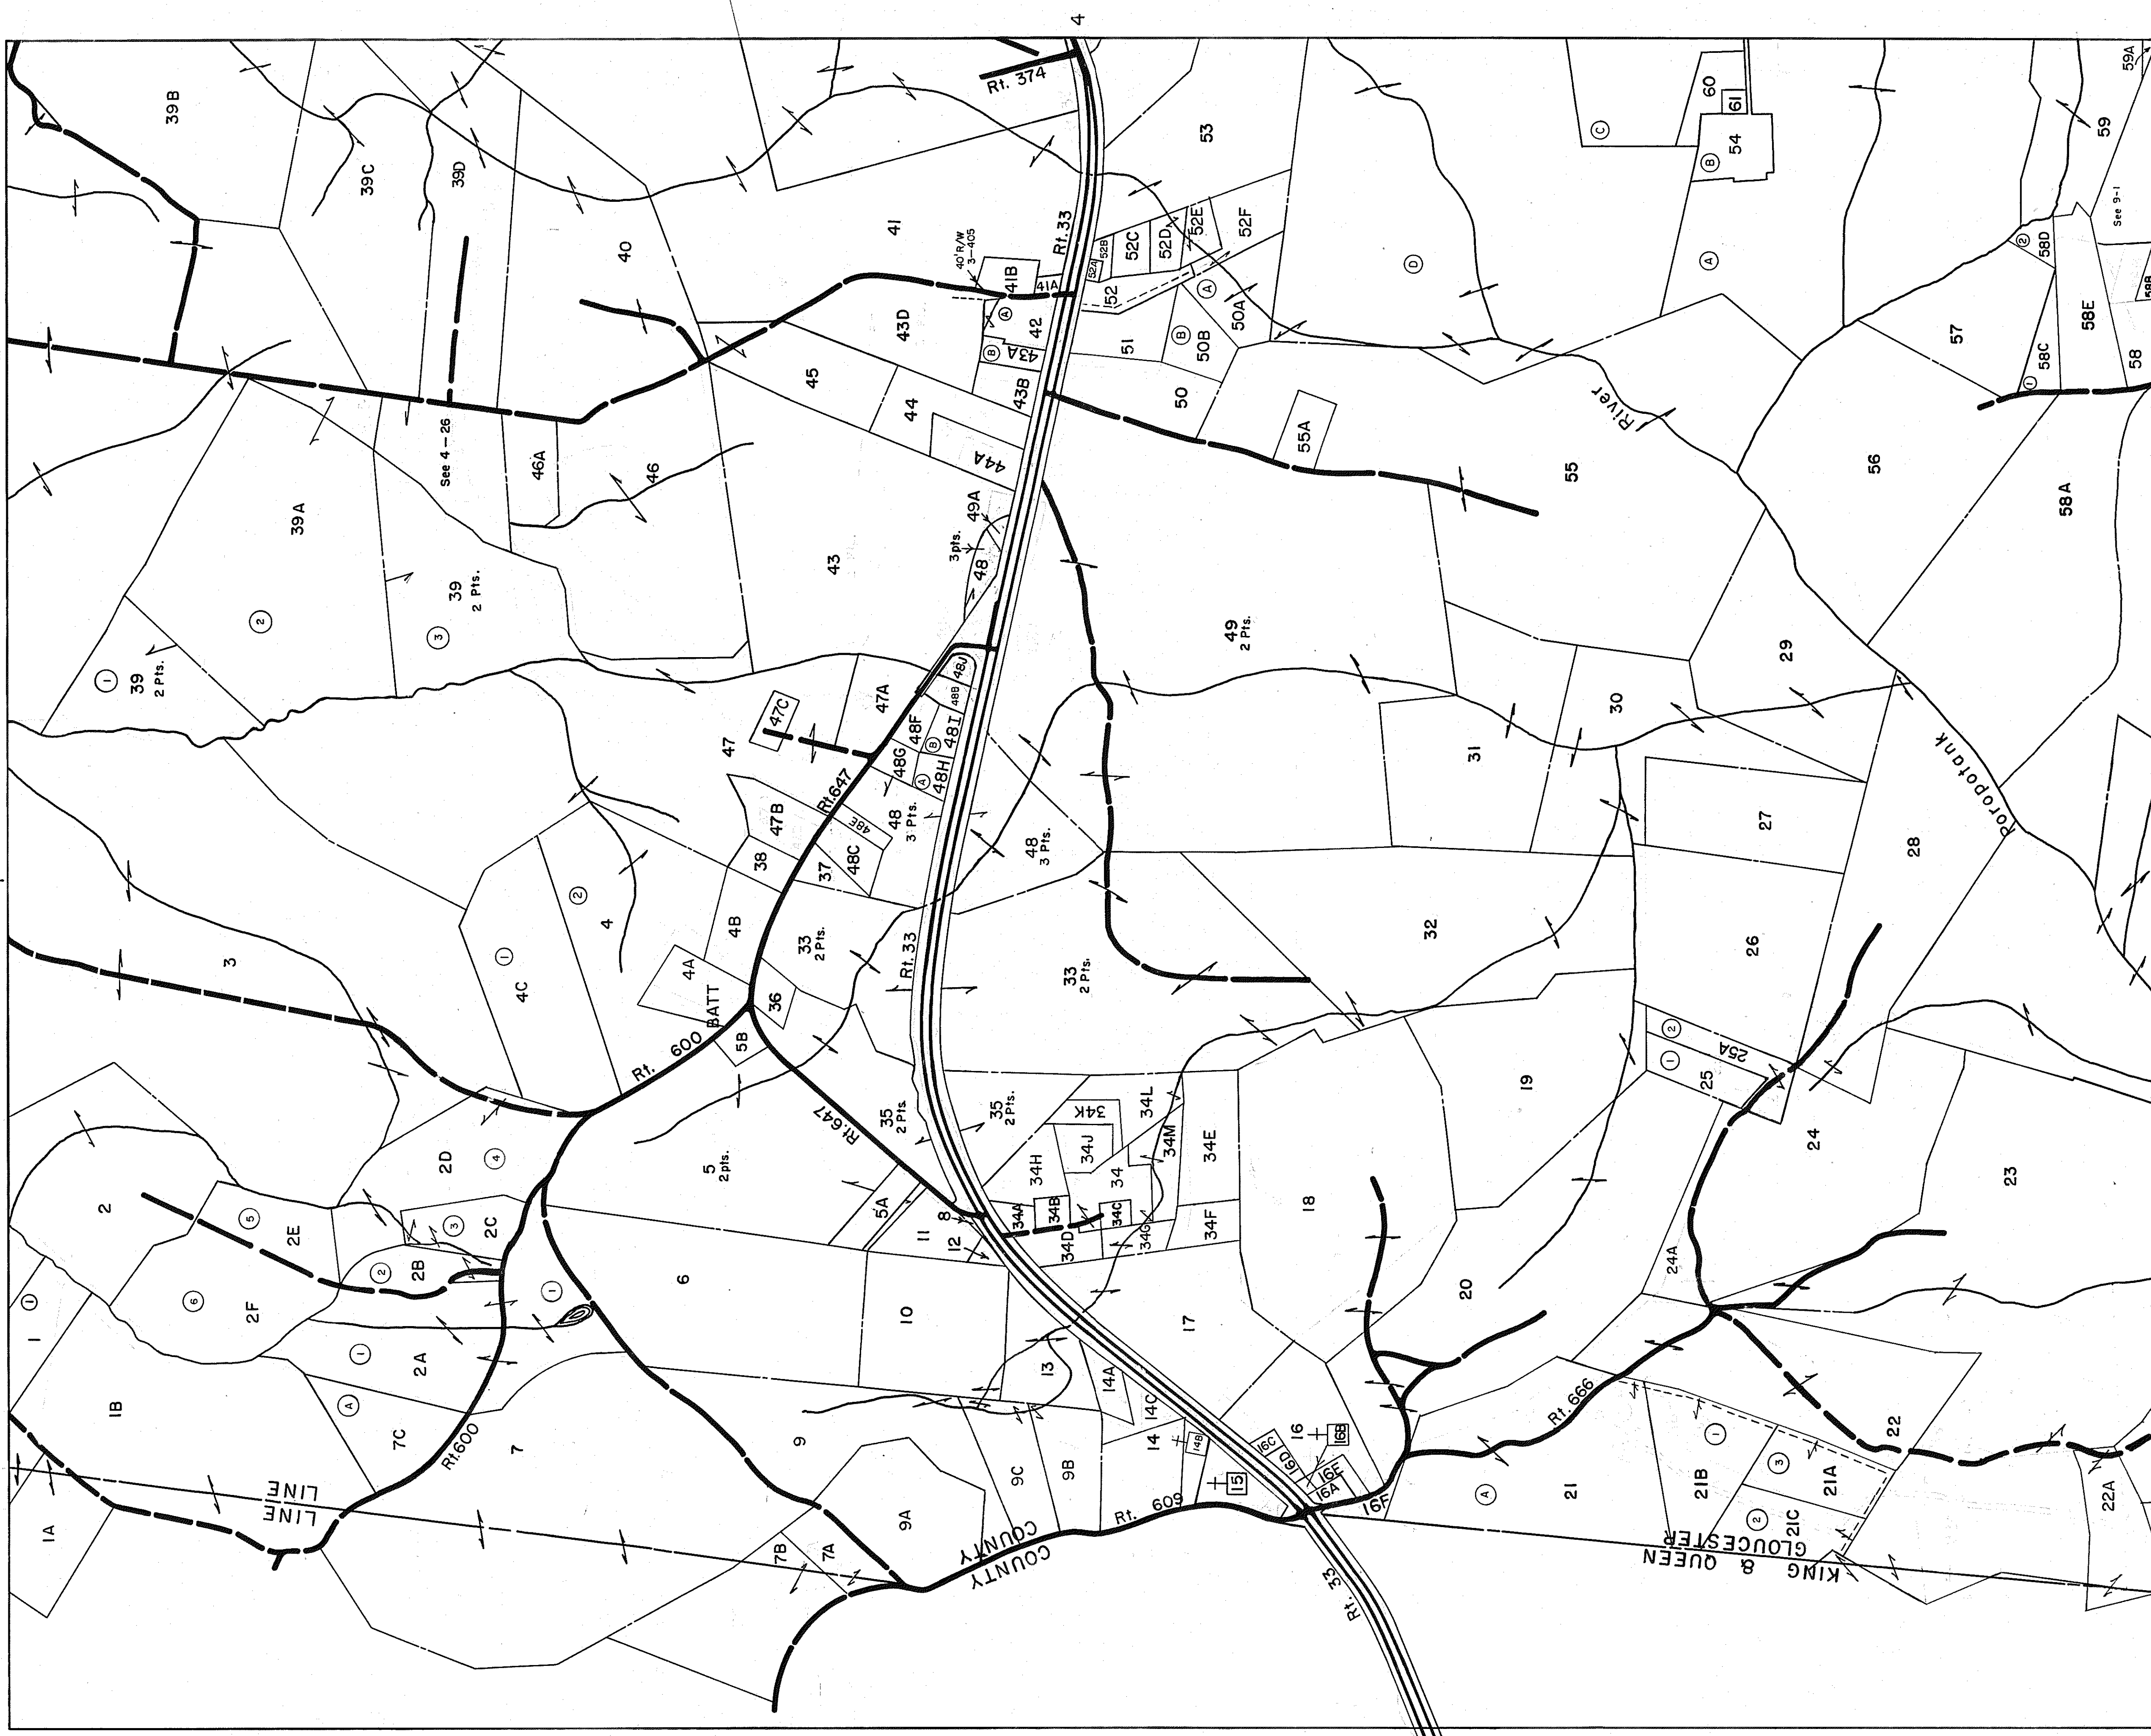 4
Rt. 374
39B
39C
39D
40
41
40' R/W
3-405
41B
41A
Rt.33
A
42
B
43A
43B
43D
45
44
44A
46A
46
See 4-26
39A
2
3
39
2 Pts.
1
39
2 Pts.
43
49A
3pts.
48
53
52A
52B
52C
52D
52E
52F
52
51
A
50A
B
50B
50
55A
55
D
C
60
61
B
54
A
59A
59
See 9-1
2
58D
58E
58B
57
58C
1
58
56
58A
River
Poropotank
49
2 Pts.
29
30
31
27
28
26
32
47A
47C
47
48J
48B
48F
B
48I
48G
A
48H
Rt.647
47B
48E
48
3 Pts.
48
3 Pts.
38
37
48C
4B
33
2 Pts.
33
2 Pts.
Rt. 33
4A
BATT
36
5B
Rt. 600
3
1
4C
2
4
2
2D
4
5
2E
3
2C
2
2B
6
2F
1
1
2A
1
1
1B
A
7C
Rt.600
7
LINE
LINE
1A
5
2pts.
Rt.647
35
2 Pts.
35
2 Pts.
5A
8
11
12
6
10
9
9A
7B
7A
9C
9B
COUNTY
COUNTY
Rt. 609
13
14A
14C
14
14B
15
34K
34L
34J
34H
34
34M
34E
34A
34B
34C
34D
34G
34F
17
18
19
20
16C
16D
16
16B
16E
16A
16F
Rt. 33
2
1
25A
25
24
24A
23
22
22A
Rt. 666
A
21
1
21B
3
21A
2
21C
KING & QUEEN
GLOUCESTER